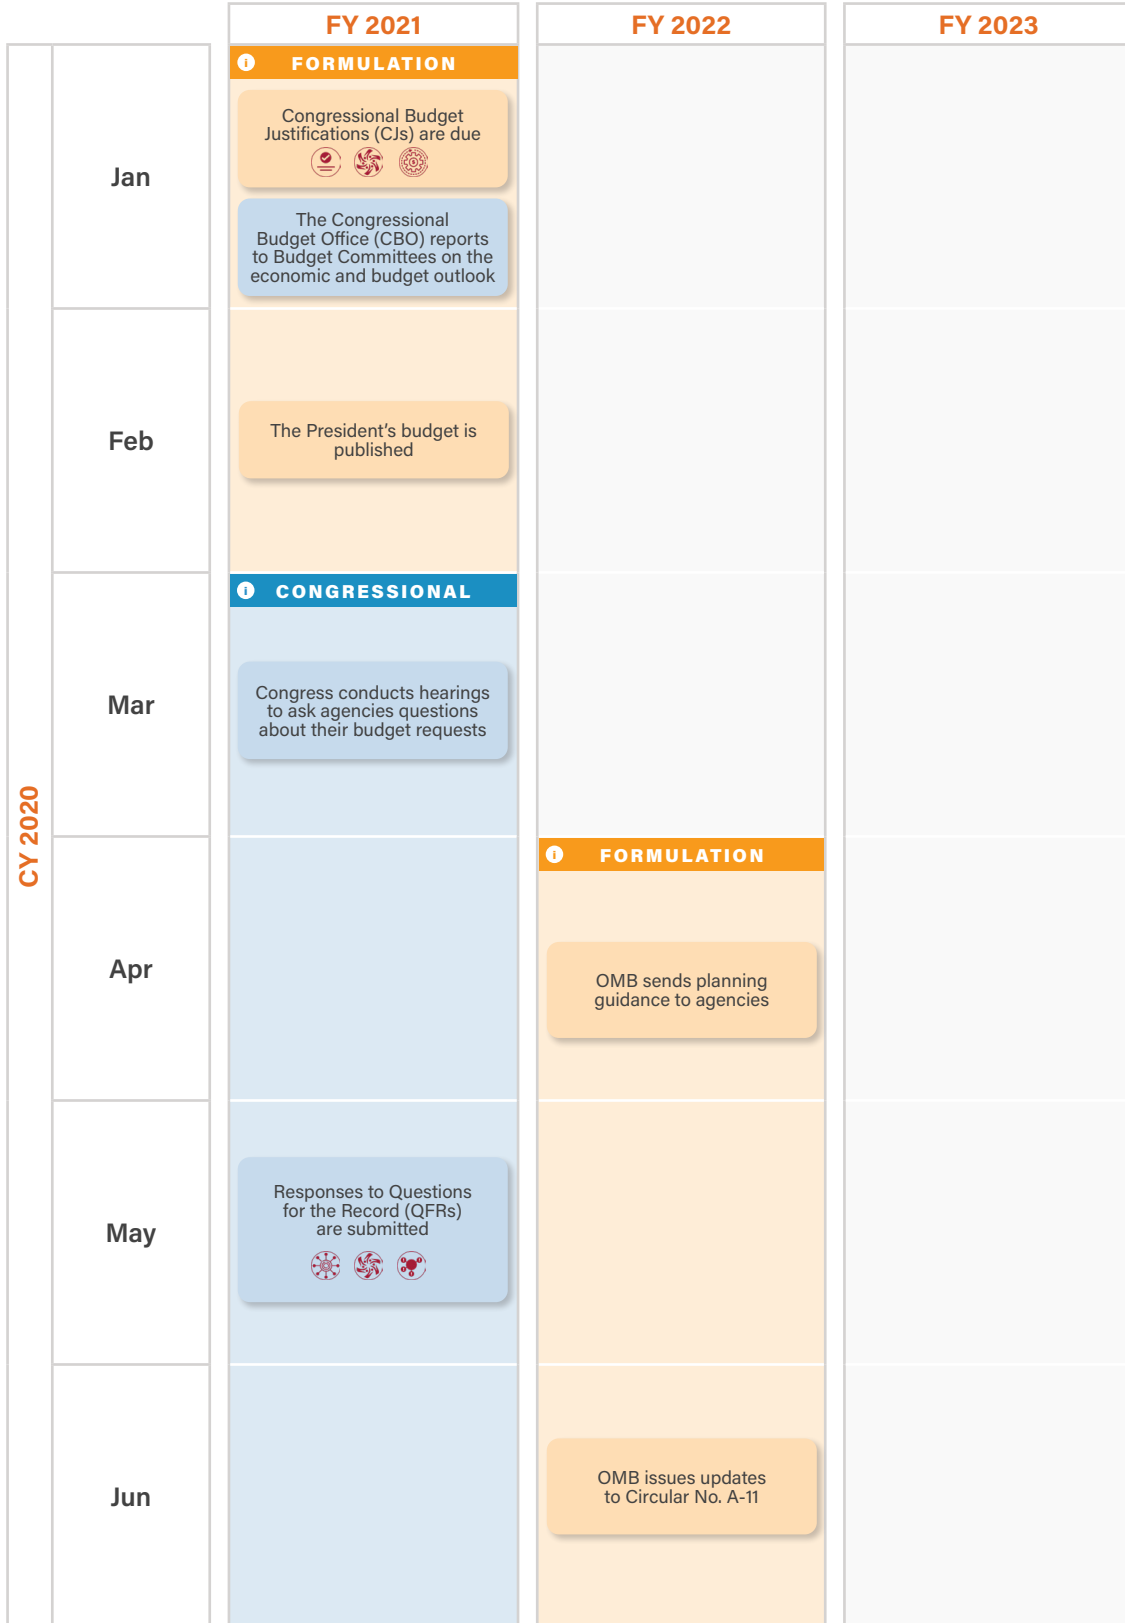 FY 2021
FY 2022
FY 2023
CY 2020
Jan
FORMULATION
Congressional Budget
Justifications (CJs) are due
The Congressional
Budget Office (CBO) reports
to Budget Committees on the
economic and budget outlook
Feb
The President’s budget is
published
Mar
CONGRESSIONAL
Congress conducts hearings
to ask agencies questions
about their budget requests
Apr
FORMULATION
OMB sends planning
guidance to agencies
May
Responses to Questions
for the Record (QFRs)
are submitted
Jun
OMB issues updates
to Circular No. A-11